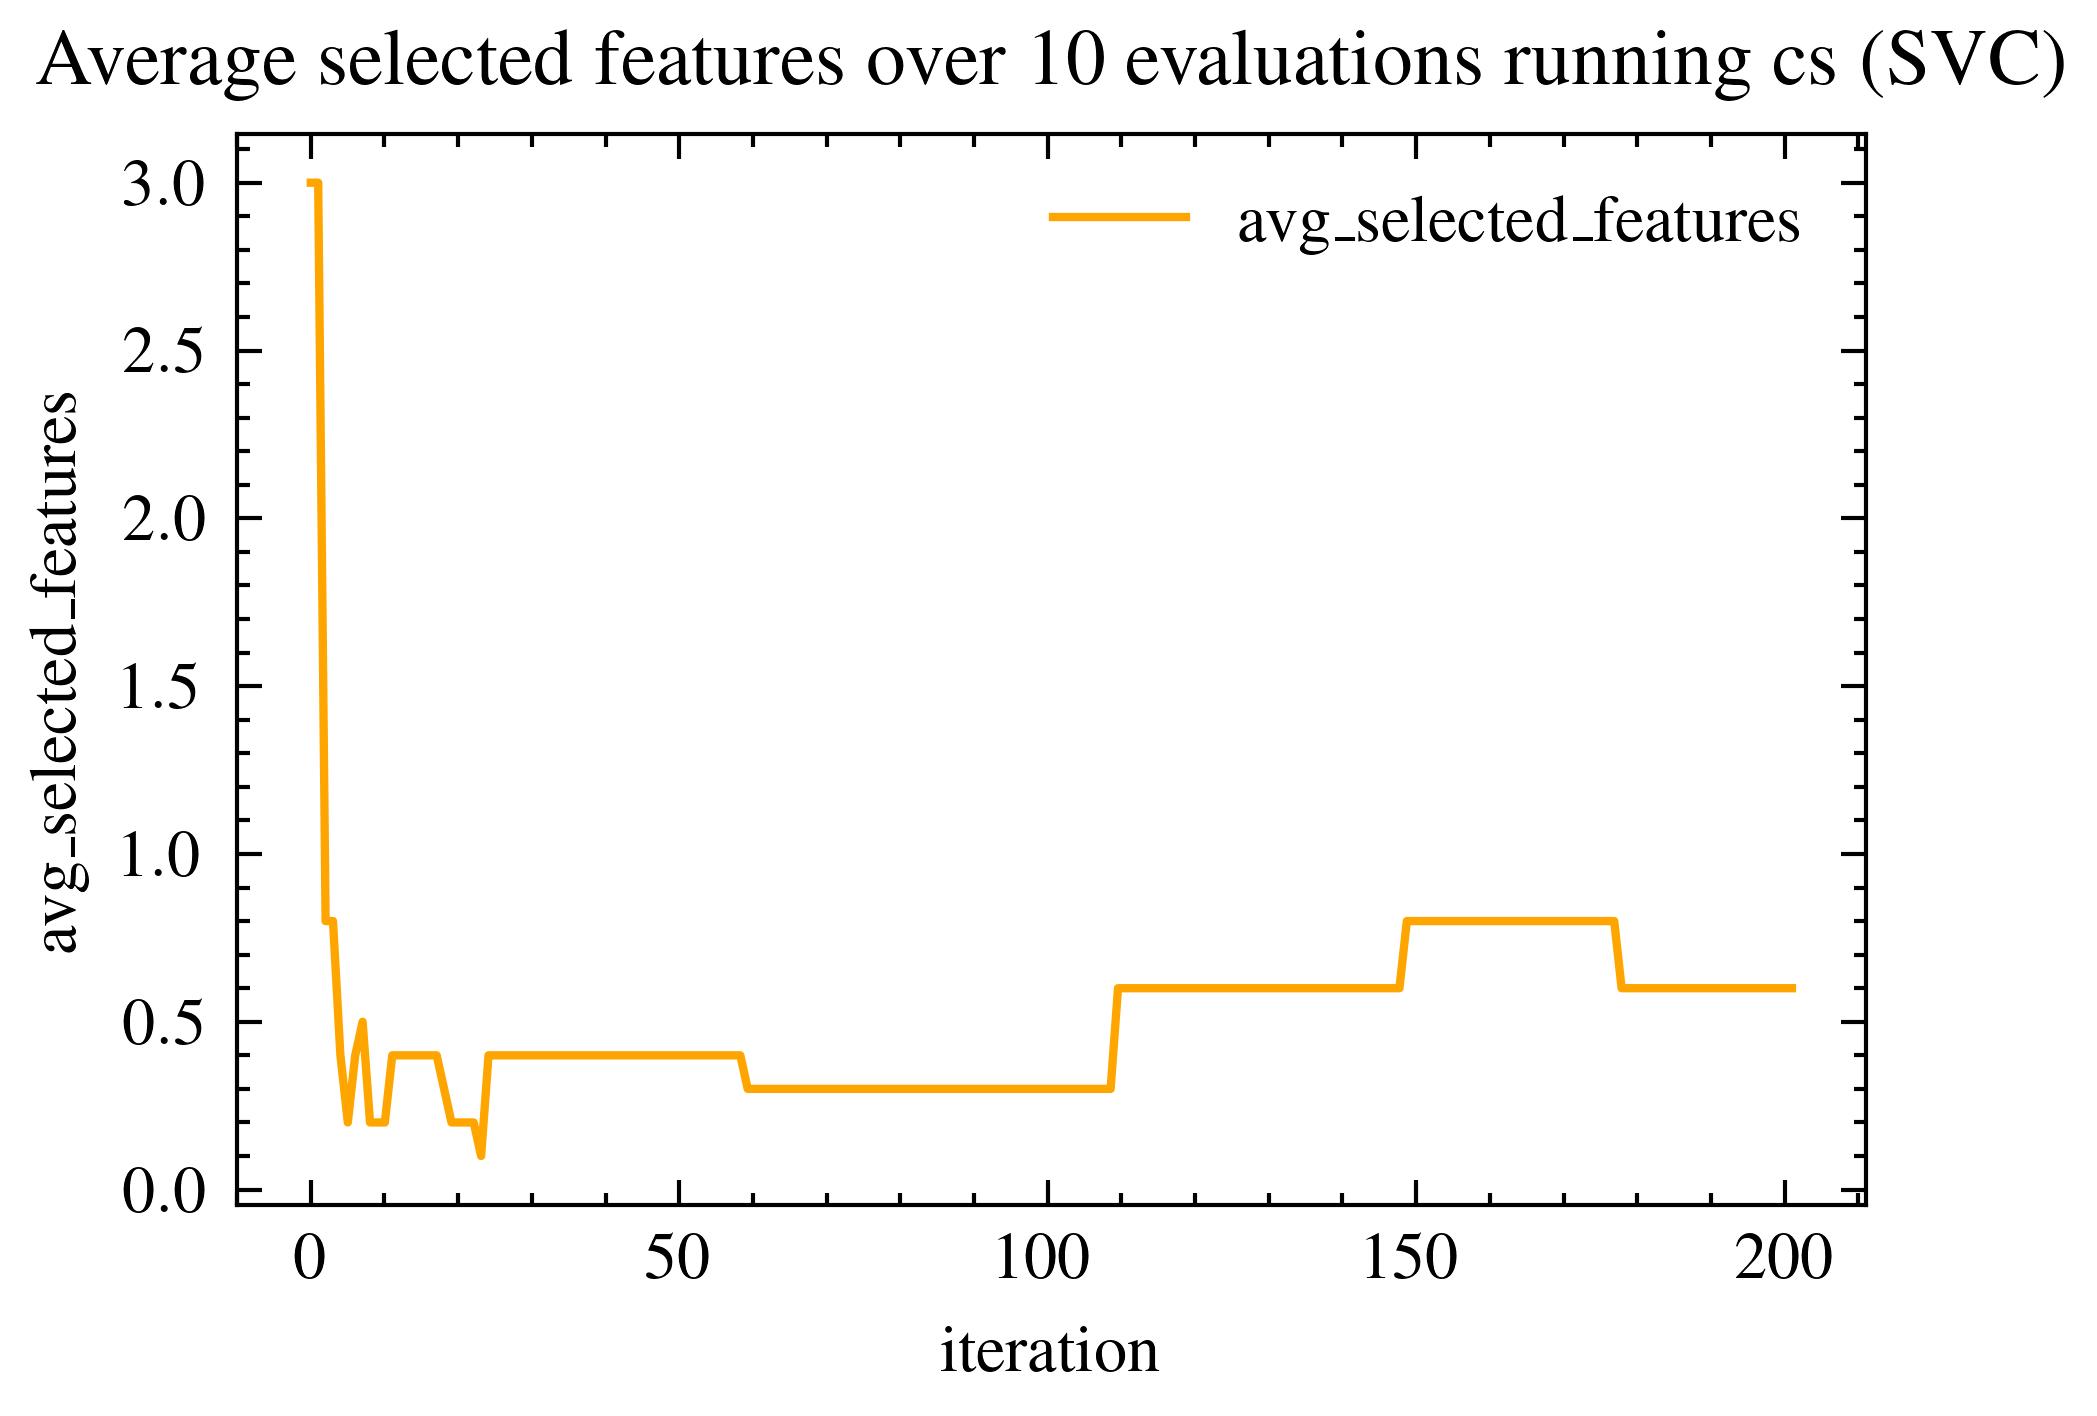 Average selected features over 10 evaluations running cs (SVC)
avg_selected_features
avg_selected_features
3.0
2.5
2.0
1.5
1.0
0.5
0.0
0 50 100 150 200
iteration